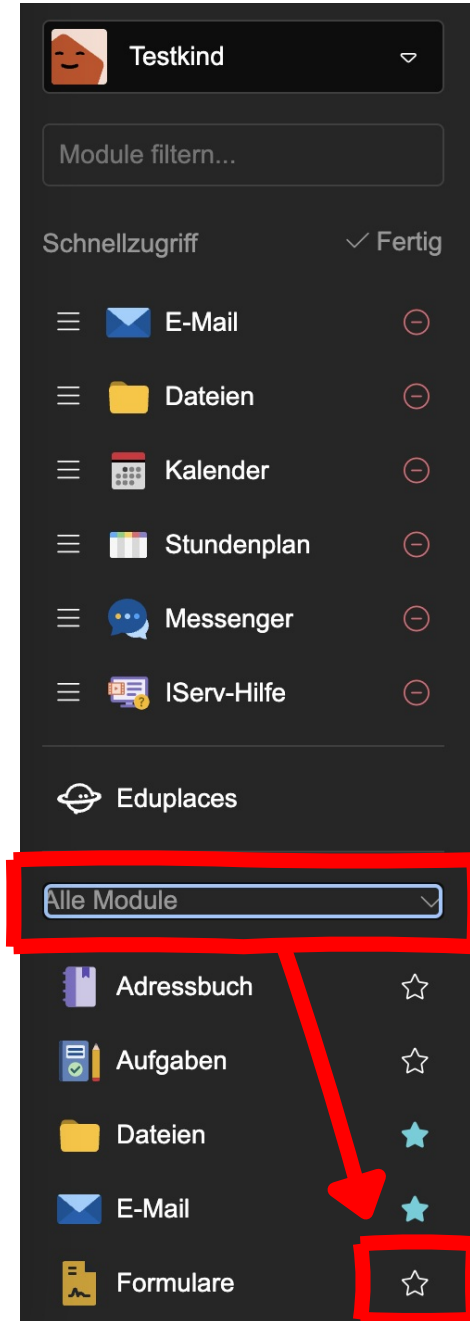 Testkind
Module filtern...
Schnellzugriff Fertig
E-Mail
Dateien
Kalender
Stundenplan
Messenger
IServ-Hilfe
Eduplaces
Alle Module
Adressbuch
Aufgaben
Dateien
E-Mail
Formulare